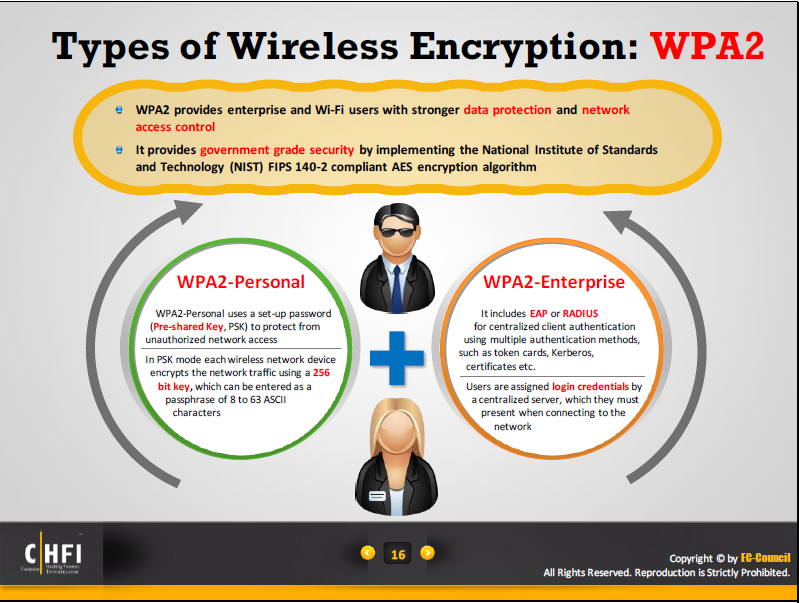 Types of Wireless Encryption: WPA2
WPA2 provides enterprise and Wi-Fi users with stronger data protection and network
access control
It provides government grade security by implementing the National Institute of Standards
and Technology (NIST) FIPS 140-2 compliant AES encryption algorithm
WPA2-Personal
WPA2-Personal uses a set-up password
(Pre-shared Key, PSK) to protect from
unauthorized network access
In PSK mode each wireless network device
encrypts the network traffic using a 256
bit key, which can be entered as a
passphrase of 8 to 63 ASCII
characters
WPA2-Enterprise
It includes EAP or RADIUS
for centralized client authentication
using multiple authentication methods,
such as token cards, Kerberos,
certificates etc.
Users are assigned login credentials by
a centralized server, which they must
present when connecting to the
network
CHFI
Computer Hacking Forensic
INVESTIGATOR
16
Copyright © by EC-Council
All Rights Reserved. Reproduction is Strictly Prohibited.